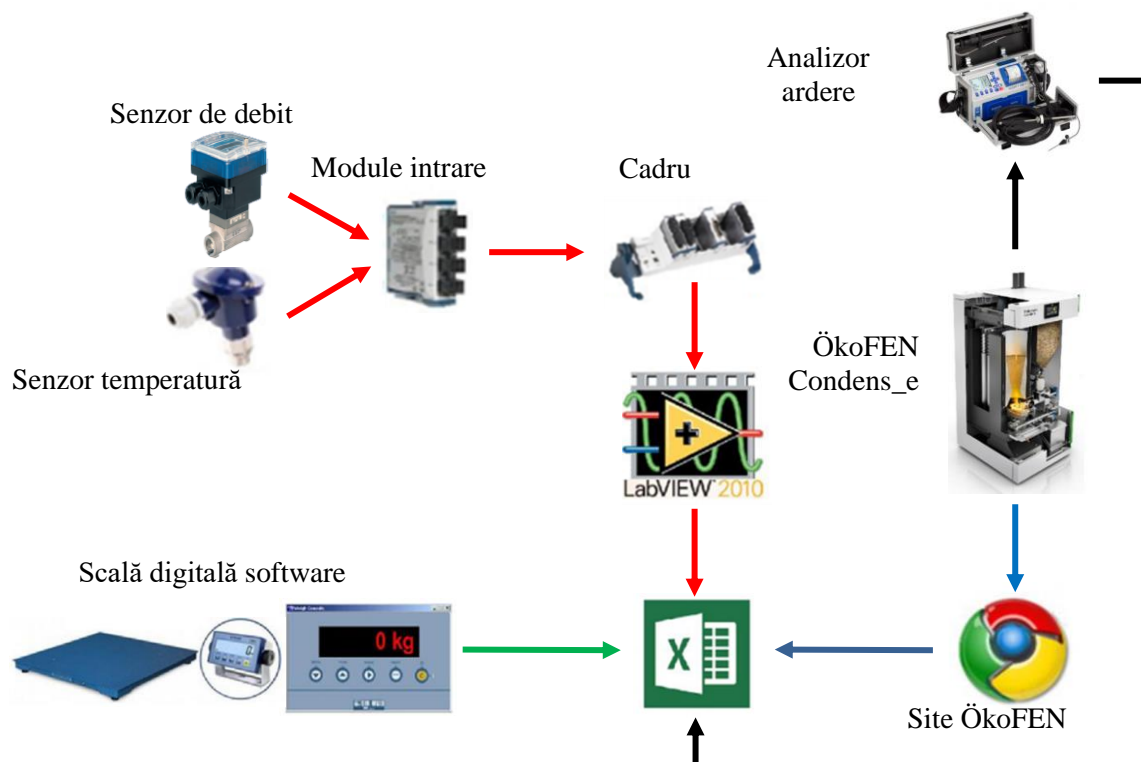 Analizor
ardere
Senzor de debit
Module intrare
Cadru
ÖkoFEN
Condens_e
Senzor temperatură
LabVIEW 2010
Scală digitală software
0 kg
X
Site ÖkoFEN